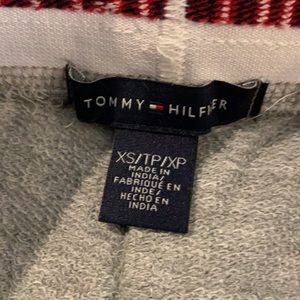 TOMMY HILFIGER
XS/TP/XP
MADE IN
INDIA/
FABRIQUÉ EN
INDE/
HECHO EN
INDIA